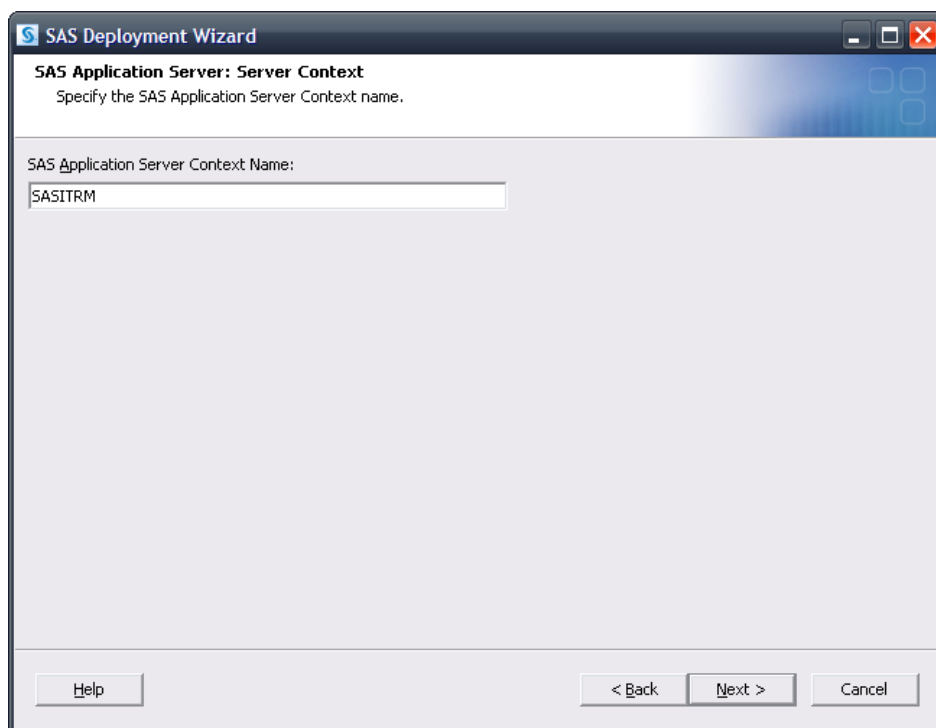 SAS Deployment Wizard
SAS Application Server: Server Context
Specify the SAS Application Server Context name.
SAS Application Server Context Name:
SASITRM
Help
< Back
Next >
Cancel